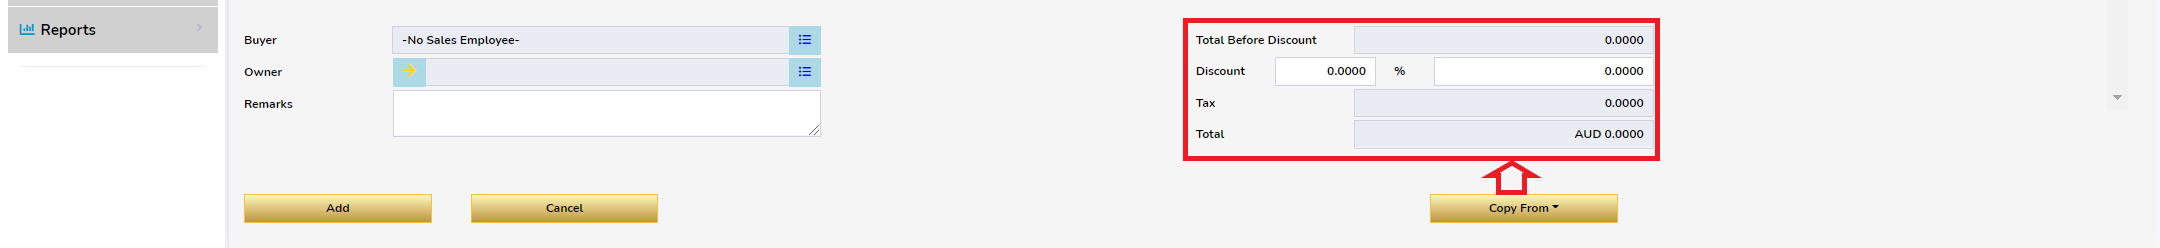 Reports
Buyer
-No Sales Employee-
Owner
Remarks
Total Before Discount 0.0000
Discount 0.0000 % 0.0000
Tax 0.0000
Total AUD 0.0000
Add Cancel Copy From